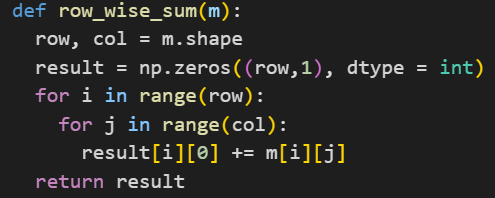 def row_wise_sum(m):
  row, col = m.shape
  result = np.zeros((row,1), dtype = int)
  for i in range(row):
    for j in range(col):
      result[i][0] += m[i][j]
  return result